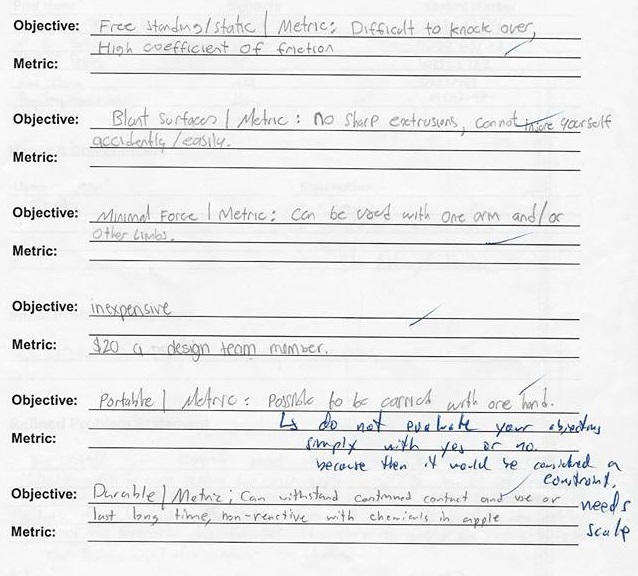 Objective: Free standing/static | Metric: Difficult to knock over,
High coefficient of friction
Metric:
Objective: Blunt Surfaces | Metric: no sharp extrusions, cannot injure yourself
accidently/easily.
Metric:
Objective: Minimal Force | Metric: Can be used with one arm and/or
other limbs.
Metric:
Objective: inexpensive
Metric: $20 a design team member.
Objective: Portable | Metric: Possible to be carried with one hand.
↳ do not evaluate your objectives
Metric: simply with yes or no.
because then it would be considered a
constraint.
Objective: Durable | Metric; Can withstand continued contact and use or
needs
last long time, non-reactive with chemicals in apple
Metric: scale